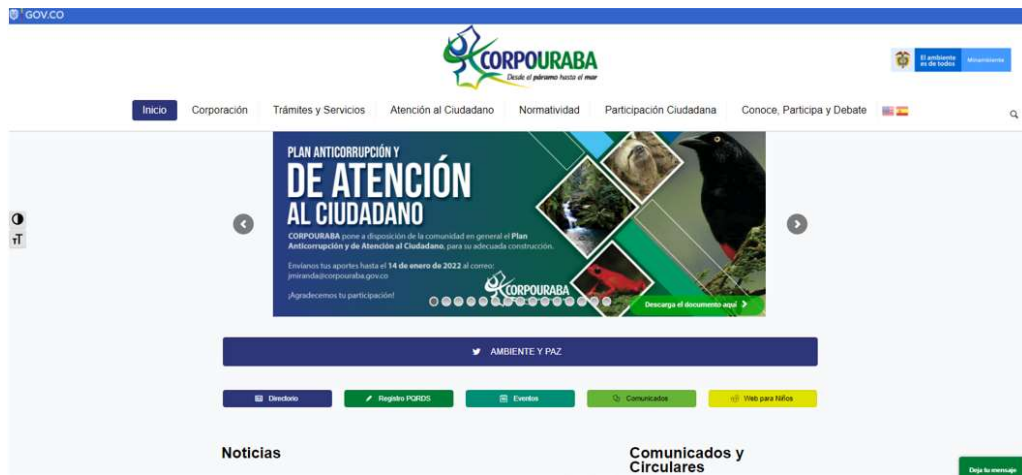 GOV.CO
CORPOURABA
Desde el páramo hasta el mar
El ambiente
es de todos
Minambiente
Inicio Corporación Trámites y Servicios Atención al Ciudadano Normatividad Participación Ciudadana Conoce, Participa y Debate
PLAN ANTICORRUPCIÓN Y
DE ATENCIÓN
AL CIUDADANO
CORPOURABA pone a disposición de la comunidad en general el Plan
Anticorrupción y de Atención al Ciudadano, para su adecuada construcción.
Envíanos tus aportes hasta el 14 de enero de 2022 al correo:
jmiranda@corpouraba.gov.co
¡Agradecemos tu participación!
CORPOURABA
Descarga el documento aquí
AMBIENTE Y PAZ
Directorio Registro PQRDS Eventos Comunicados Web para Niños
Noticias
Comunicados y
Circulares
Deja tu mensaje